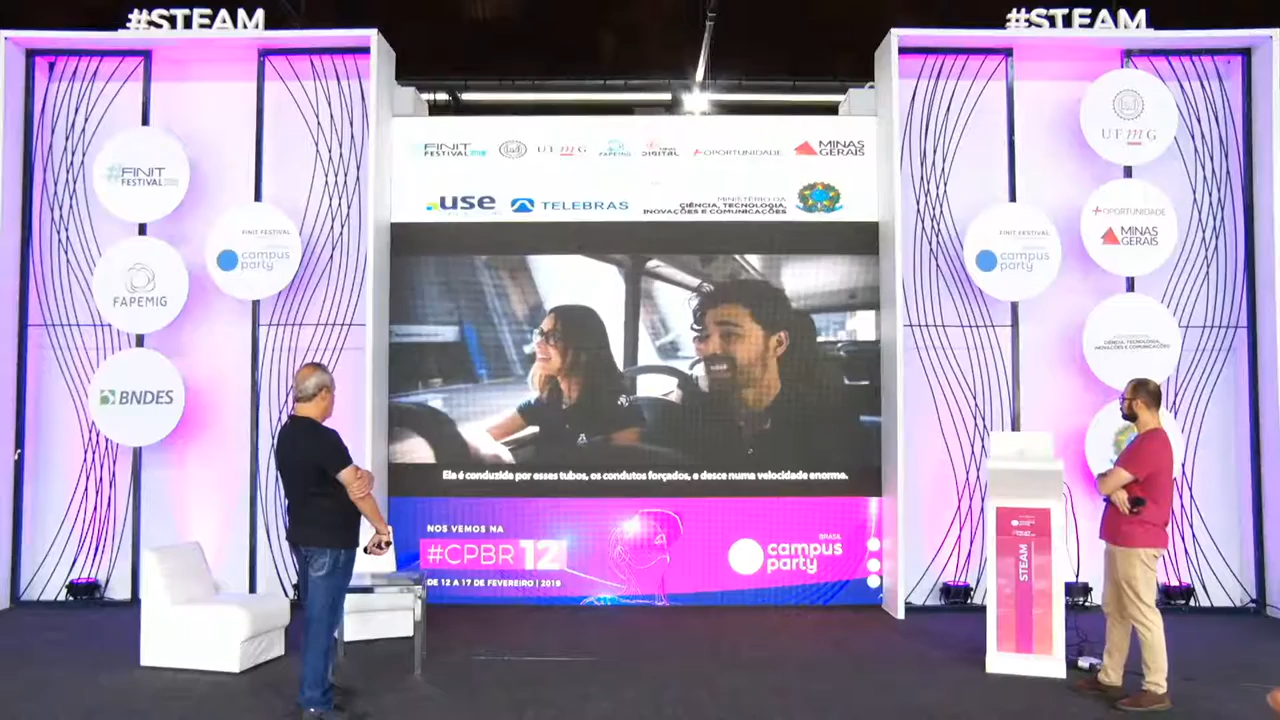 #STEAM
#STEAM
#FINIT
FESTIVAL
FAPEMIG
BNDES
FINIT FESTIVAL
campus
party
FINIT
FESTIVAL
UFMG
FAPEMIG
DIGITAL
+OPORTUNIDADE
MINAS
GERAIS
.use
TELEBRAS
MINISTÉRIO DA
CIÊNCIA, TECNOLOGIA,
INOVAÇÕES E COMUNICAÇÕES
Ela é conduzida por esses tubos, os condutos forçados, e desce numa velocidade enorme.
NOS VEMOS NA
#CPBR12
DE 12 A 17 DE FEVEREIRO | 2019
BRASIL
campus
party
UFMG
+OPORTUNIDADE
MINAS
GERAIS
FINIT FESTIVAL
campus
party
CIÊNCIA, TECNOLOGIA,
INOVAÇÕES E COMUNICAÇÕES
STEAM